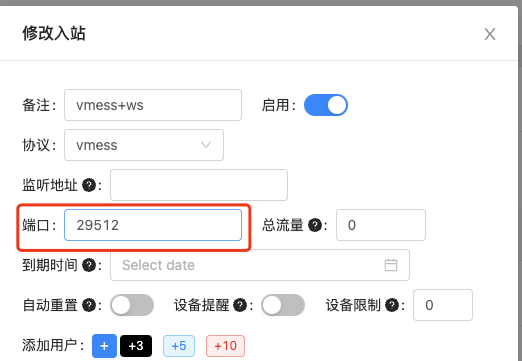 修改入站
备注: vmess+ws 启用:
协议: vmess
监听地址 ?:
端口: 29512 总流量 ?: 0
到期时间 ?: Select date
自动重置 ?: 设备提醒 ?: 设备限制 ?: 0
添加用户: + +3 +5 +10